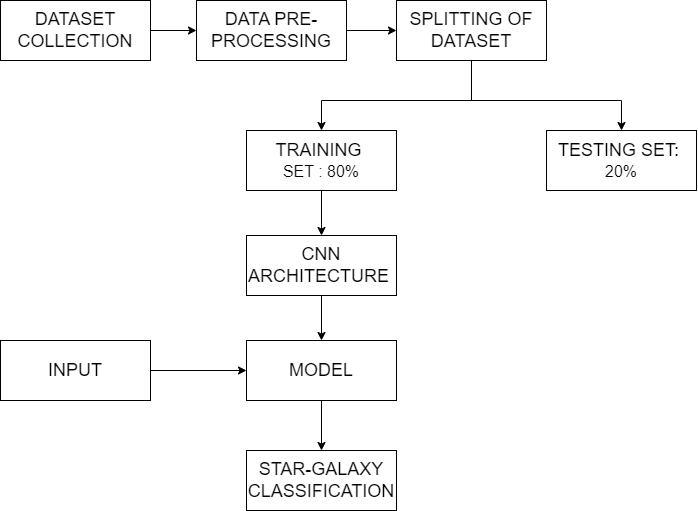 DATASET
COLLECTION
DATA PRE-
PROCESSING
SPLITTING OF
DATASET
TRAINING
SET : 80%
TESTING SET:
20%
CNN
ARCHITECTURE
INPUT
MODEL
STAR-GALAXY
CLASSIFICATION